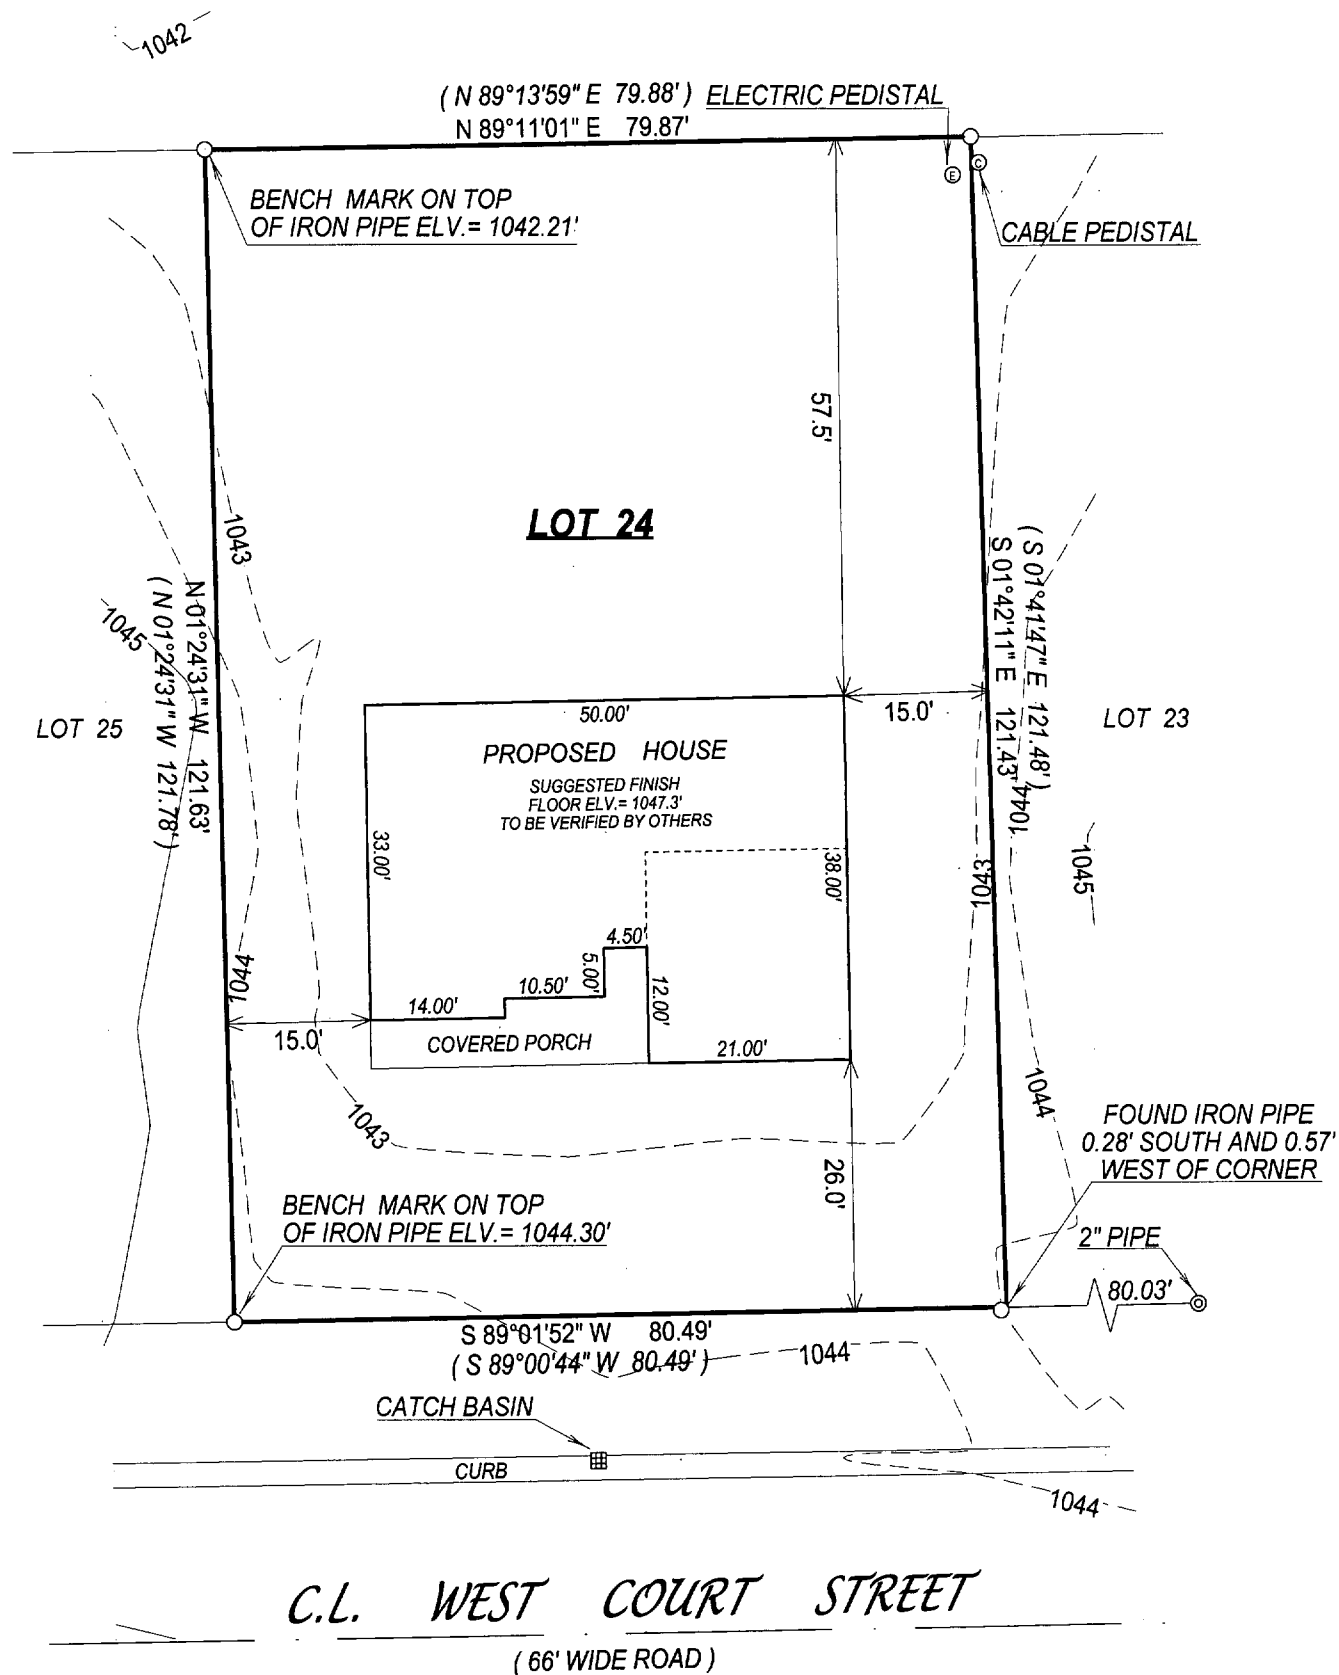 1042
( N 89°13'59" E 79.88' ) ELECTRIC PEDISTAL
N 89°11'01" E 79.87'
E
C
BENCH MARK ON TOP
OF IRON PIPE ELV.= 1042.21'
CABLE PEDISTAL
57.5'
LOT 24
1043
N 01°24'31" W 121.63'
( N 01°24'31" W 121.78' )
1045
( S 01°41'47" E 121.48' )
S 01°42'11" E 121.43'
LOT 25
LOT 23
50.00'
15.0'
PROPOSED HOUSE
SUGGESTED FINISH
FLOOR ELV.= 1047.3'
TO BE VERIFIED BY OTHERS
33.00'
38.00'
1044
1043
1045
4.50'
5.00'
10.50'
12.00'
14.00'
1044
15.0'
COVERED PORCH
21.00'
1043
1044
FOUND IRON PIPE
0.28' SOUTH AND 0.57'
WEST OF CORNER
26.0'
BENCH MARK ON TOP
OF IRON PIPE ELV.= 1044.30'
2" PIPE
80.03'
S 89°01'52" W 80.49'
( S 89°00'44" W 80.49' )
1044
CATCH BASIN
CURB
1044
C.L. WEST COURT STREET
( 66' WIDE ROAD )